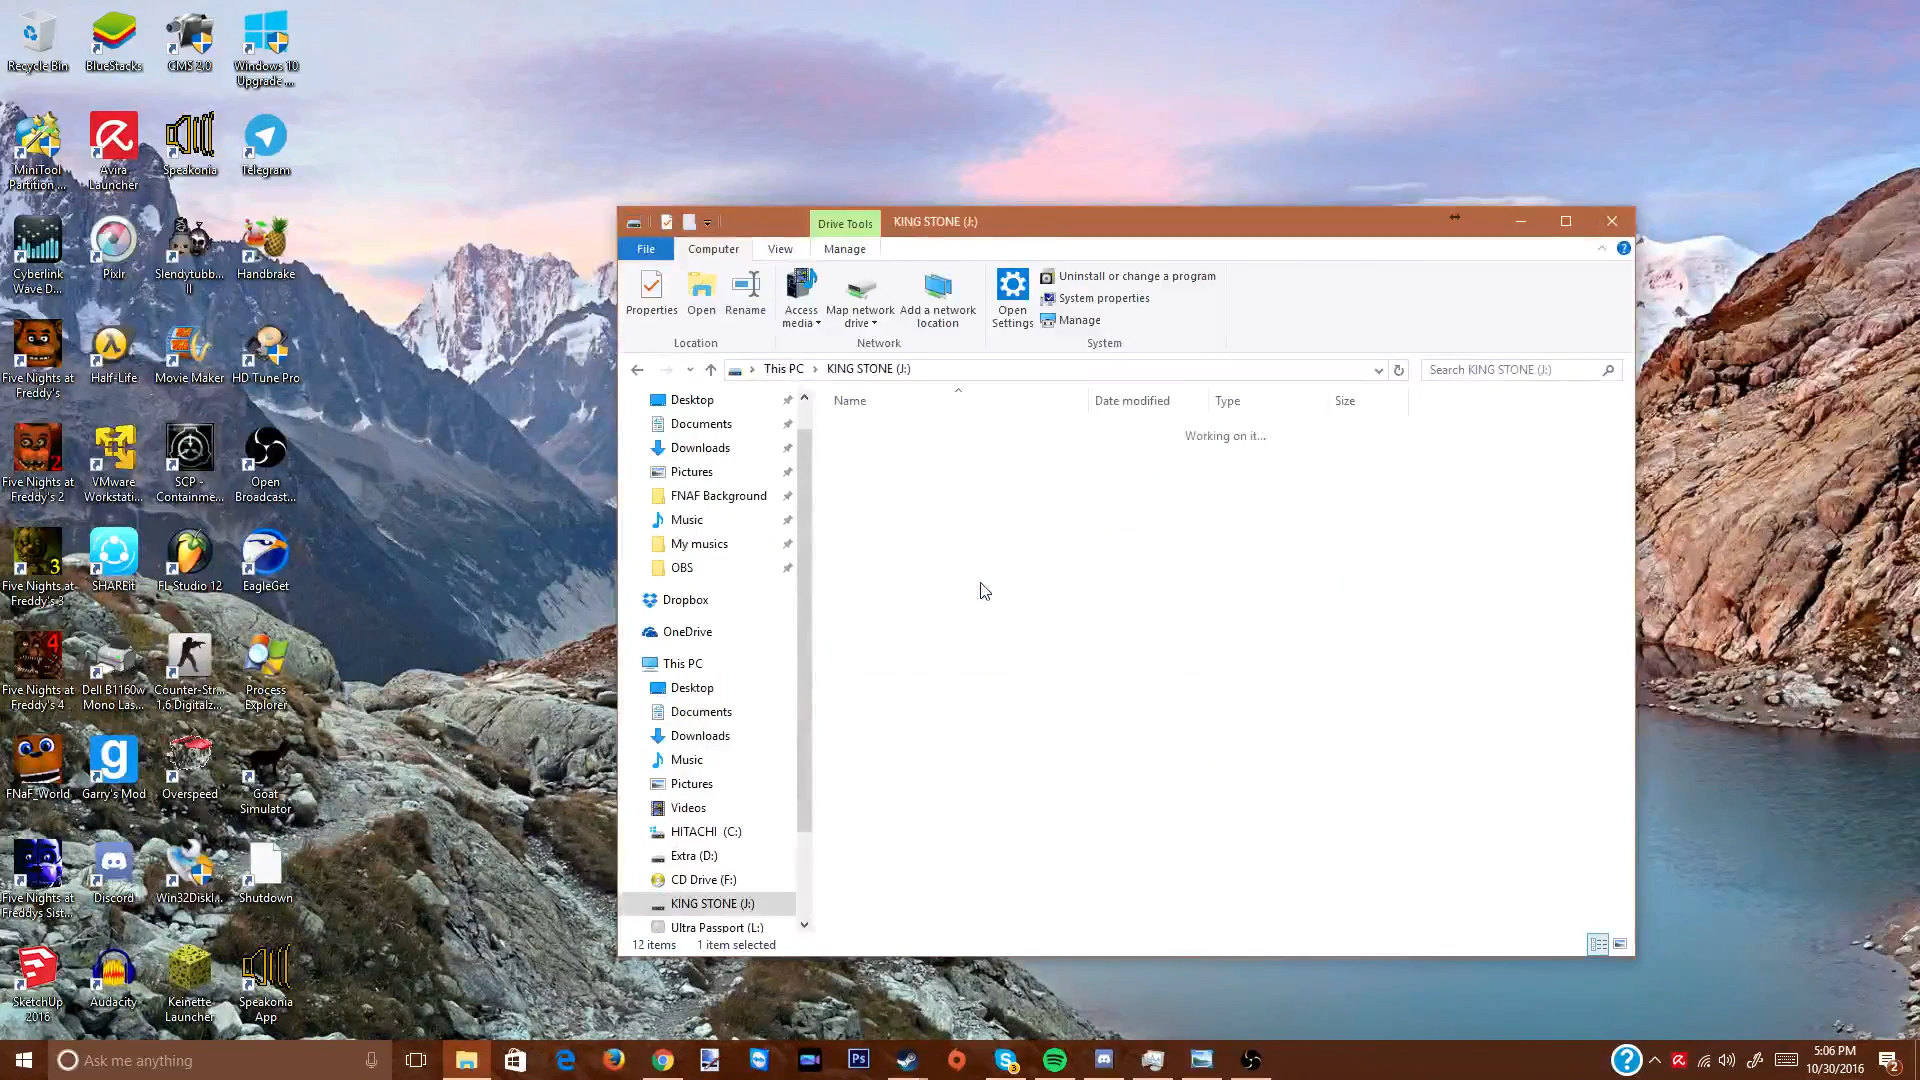 Recycle Bin
BlueStacks
CMS 2.0
Windows 10
Upgrade ...
MiniTool
Partition ...
Avira
Launcher
Speakonia
Telegram
Cyberlink
Wave D...
Pixlr
Slendytubb...
II
Handbrake
Five Nights at
Freddy's
Half-Life
Movie Maker
HD Tune Pro
2
Five Nights at
Freddy's 2
VMware
Workstati...
SCP -
Containme...
Open
Broadcast...
3
Five Nights at
Freddy's 3
SHAREit
FL Studio 12
EagleGet
4
Five Nights at
Freddy's 4
Dell B1160w
Mono Las...
Counter-Str...
1.6 Digitalz...
Process
Explorer
FNaF_World
g
Garry's Mod
Overspeed
Goat
Simulator
Five Nights at
Freddys Sist...
Discord
Win32DiskI...
Shutdown
SketchUp
2016
Audacity
Keinette
Launcher
Speakonia
App
Drive Tools
KING STONE (J:)
File
Computer
View
Manage
Properties
Open
Rename
Location
Access
media
Map network
drive
Add a network
location
Network
Open
Settings
Uninstall or change a program
System properties
Manage
System
This PC
KING STONE (J:)
Search KING STONE (J:)
Name
Date modified
Type
Size
Working on it...
Desktop
Documents
Downloads
Pictures
FNAF Background
Music
My musics
OBS
Dropbox
OneDrive
This PC
Desktop
Documents
Downloads
Music
Pictures
Videos
HITACHI (C:)
Extra (D:)
CD Drive (F:)
KING STONE (J:)
Ultra Passport (L:)
12 items
1 item selected
Ask me anything
Ps
3
5:06 PM
10/30/2016
2